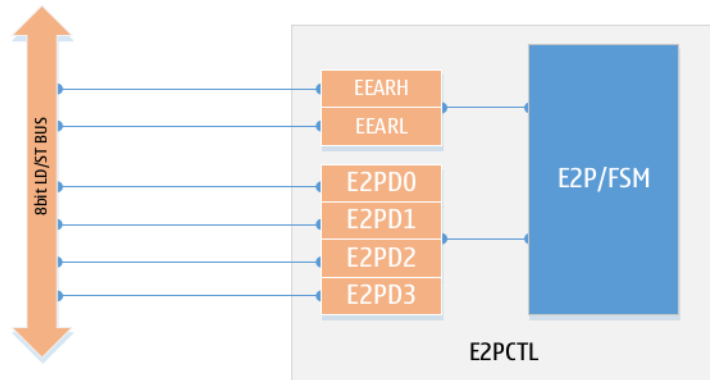 8bit LD/ST BUS
EEARH
EEARL
E2PD0
E2PD1
E2PD2
E2PD3
E2P/FSM
E2PCTL